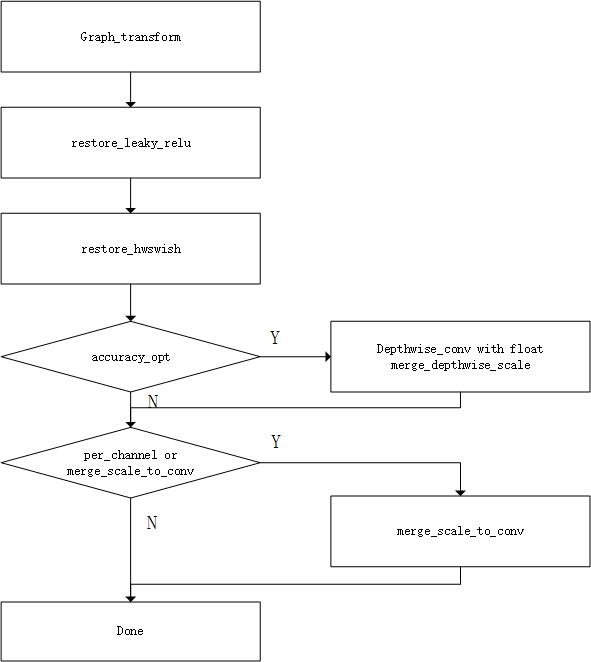 Graph_transform
restore_leaky_relu
restore_hwswish
accuracy_opt
Y
Depthwise_conv with float
merge_depthwise_scale
N
per_channel or
merge_scale_to_conv
Y
merge_scale_to_conv
N
Done